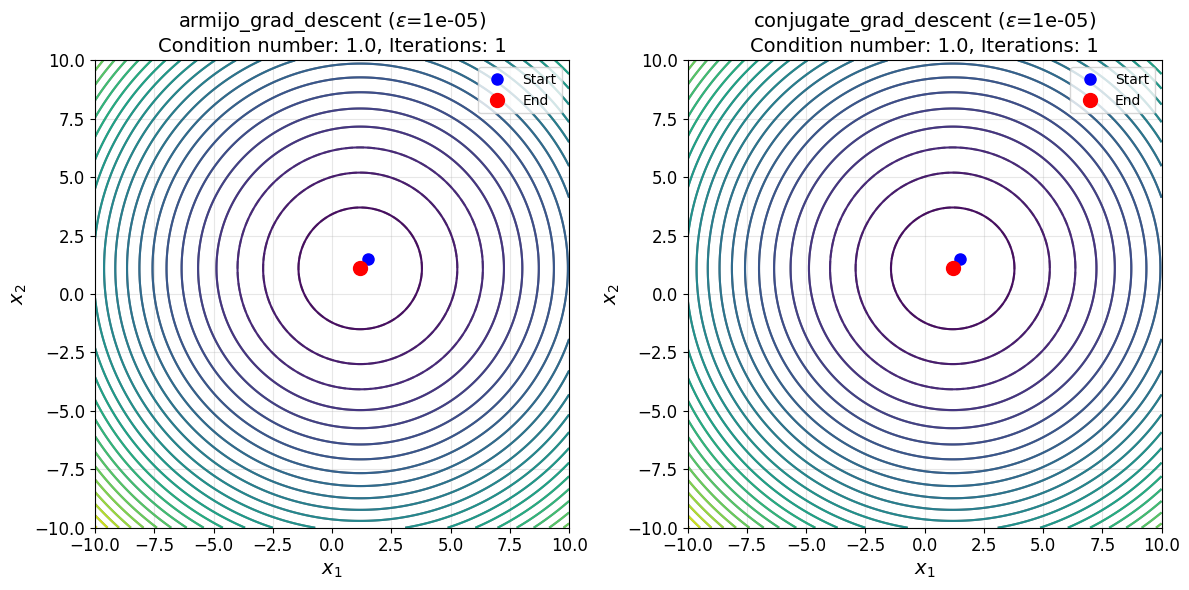 armijo_grad_descent (ε=1e-05)
Condition number: 1.0, Iterations: 1
Start
End
10.0
7.5
5.0
2.5
0.0
−2.5
−5.0
−7.5
−10.0
x₂
−10.0 −7.5 −5.0 −2.5 0.0 2.5 5.0 7.5 10.0
x₁
conjugate_grad_descent (ε=1e-05)
Condition number: 1.0, Iterations: 1
Start
End
10.0
7.5
5.0
2.5
0.0
−2.5
−5.0
−7.5
−10.0
x₂
−10.0 −7.5 −5.0 −2.5 0.0 2.5 5.0 7.5 10.0
x₁